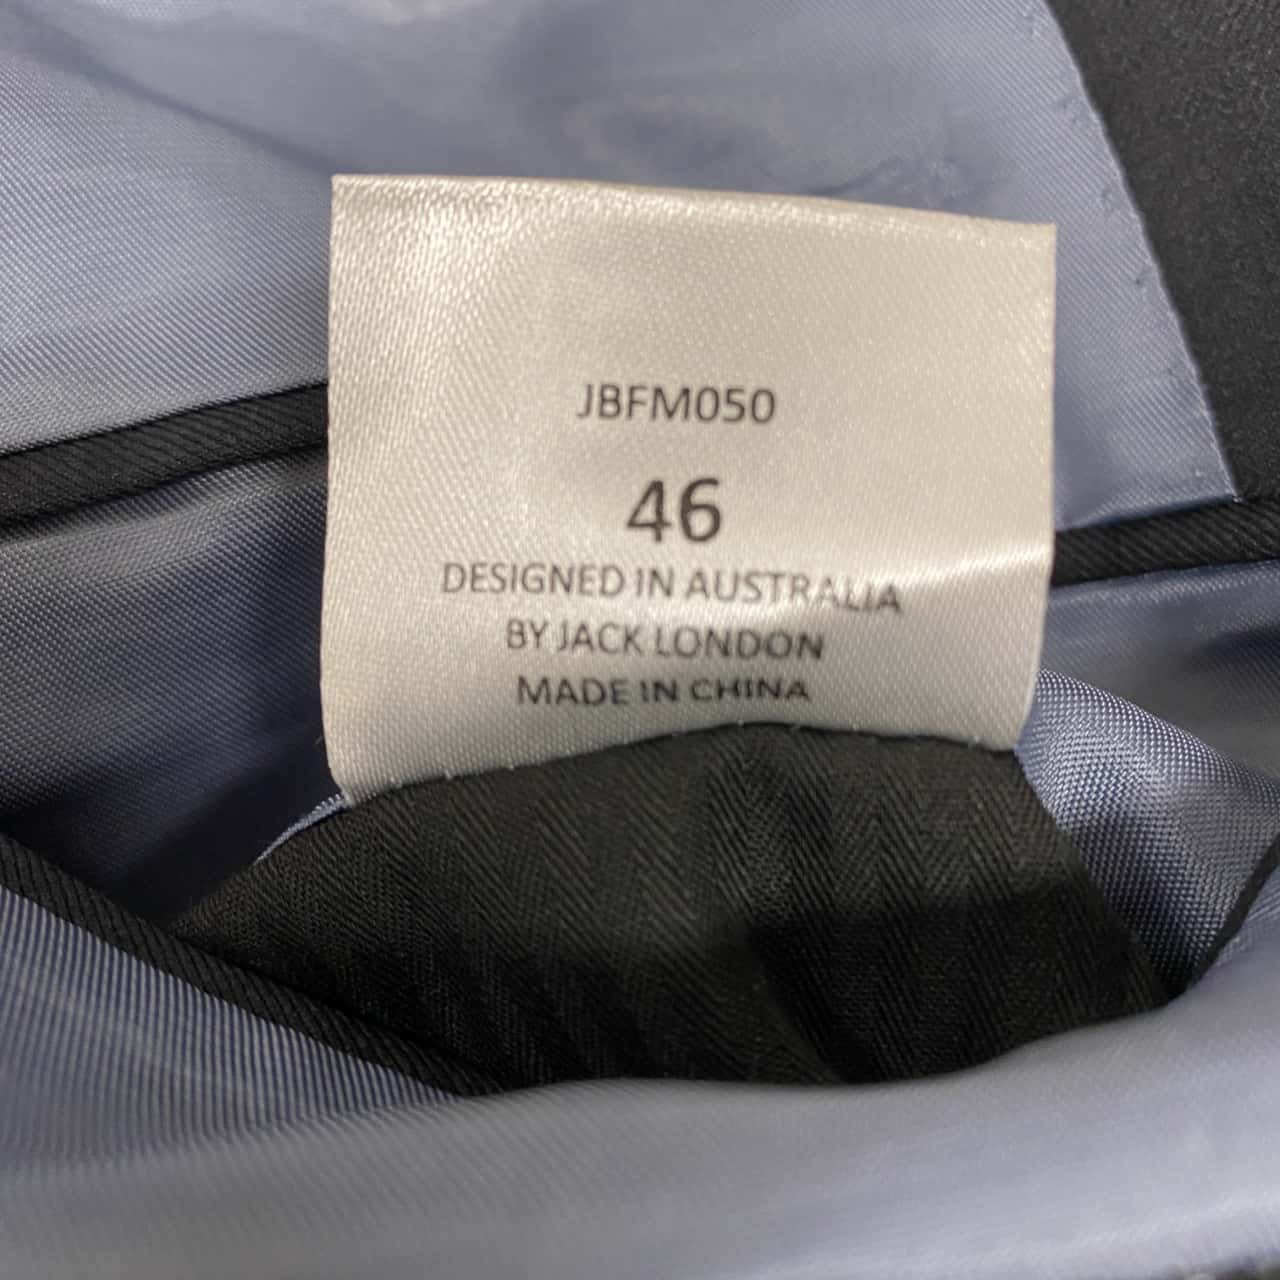 JBFM050
46
DESIGNED IN AUSTRALIA
BY JACK LONDON
MADE IN CHINA